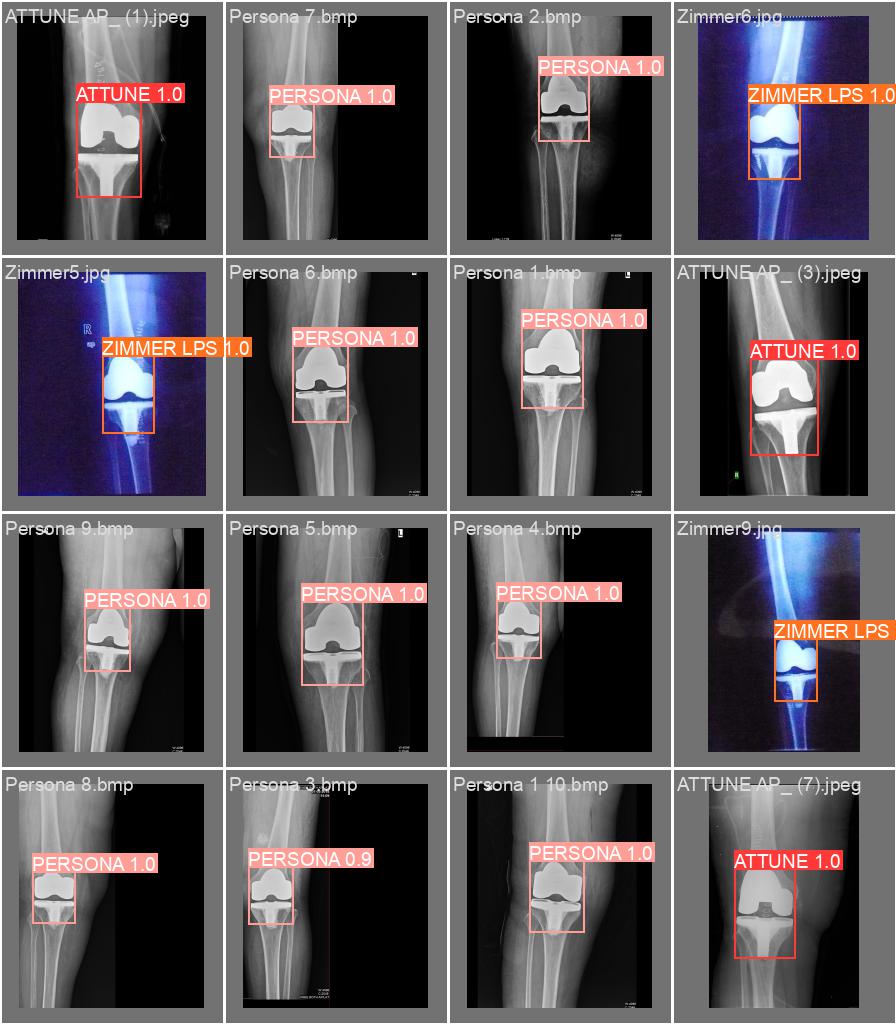 ATTUNE AP_ (1).jpeg
ATTUNE 1.0
Persona 7.bmp
PERSONA 1.0
Persona 2.bmp
PERSONA 1.0
Zimmer6.jpg
ZIMMER LPS 1.0
Zimmer5.jpg
R
ZIMMER LPS 1.0
Persona 6.bmp
PERSONA 1.0
Persona 1.bmp
L
PERSONA 1.0
ATTUNE AP_ (3).jpeg
ATTUNE 1.0
Persona 9.bmp
PERSONA 1.0
Persona 5.bmp
L
PERSONA 1.0
Persona 4.bmp
PERSONA 1.0
Zimmer9.jpg
ZIMMER LPS
Persona 8.bmp
PERSONA 1.0
Persona 3.bmp
PERSONA 0.9
Persona 1 10.bmp
PERSONA 1.0
ATTUNE AP_ (7).jpeg
ATTUNE 1.0